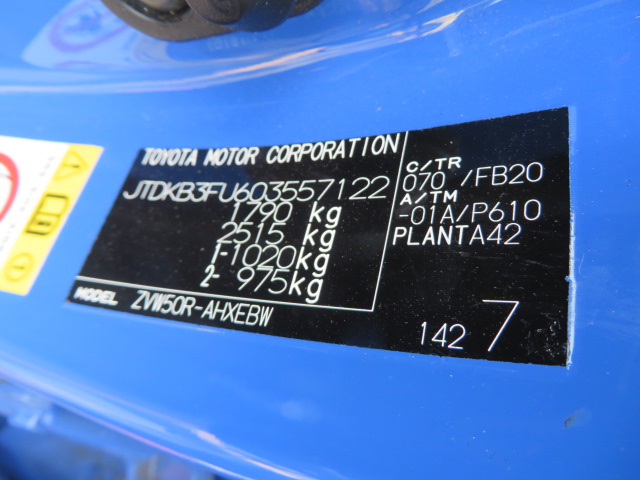 TOYOTA MOTOR CORPORATION
JTDKB3FU603557122
1790 kg
2515 kg
1-1020kg
2- 975kg
MODEL ZVW50R-AHXEBW
C/TR
070 /FB20
A/TM
-01A/P610
PLANTA42
142 7